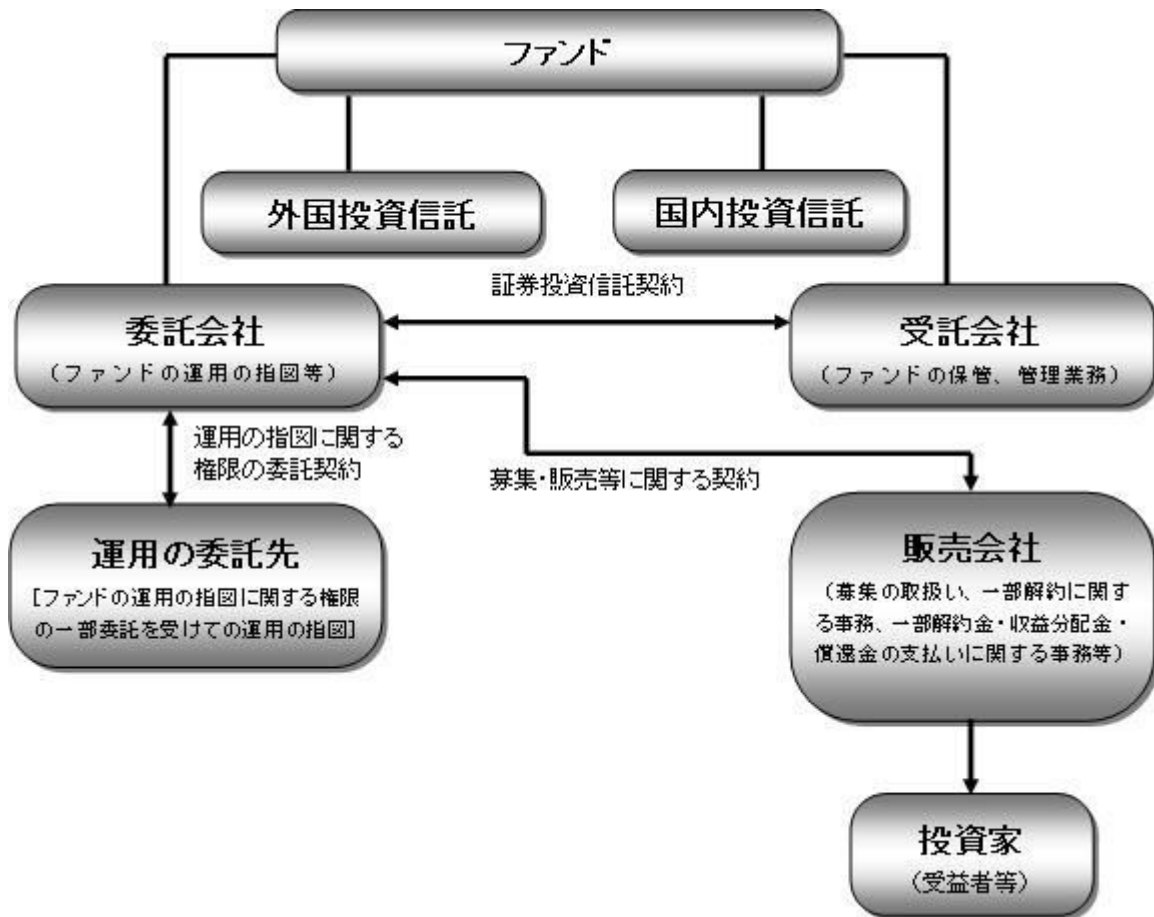 ファンド
外国投資信託
国内投資信託
証券投資信託契約
委託会社
(ファンドの運用の指図等)
受託会社
(ファンドの保管、管理業務)
運用の指図に関する
権限の委託契約
募集・販売等に関する契約
運用の委託先
[ファンドの運用の指図に関する権限
の一部委託を受けての運用の指図]
販売会社
(募集の取扱い、一部解約に関す
る事務、一部解約金・収益分配金・
償還金の支払いに関する事務等)
投資家
(受益者等)